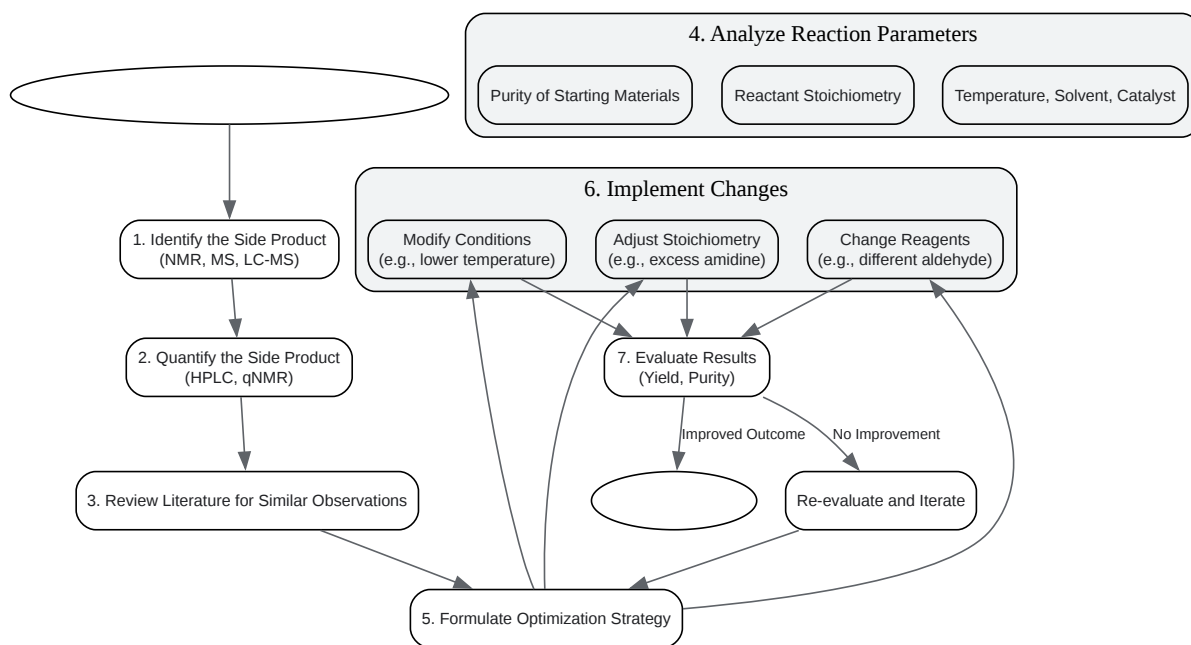 4. Analyze Reaction Parameters
Purity of Starting Materials
Reactant Stoichiometry
Temperature, Solvent, Catalyst
6. Implement Changes
1. Identify the Side Product
(NMR, MS, LC-MS)
Modify Conditions
(e.g., lower temperature)
Adjust Stoichiometry
(e.g., excess amidine)
Change Reagents
(e.g., different aldehyde)
2. Quantify the Side Product
(HPLC, qNMR)
7. Evaluate Results
(Yield, Purity)
Improved Outcome
No Improvement
3. Review Literature for Similar Observations
Re-evaluate and Iterate
5. Formulate Optimization Strategy